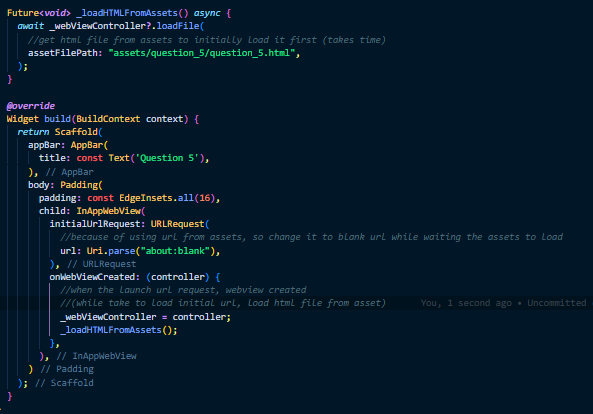 Future<void> _loadHTMLFromAssets() async {
await _webViewController?.loadFile(
//get html file from assets to initially load it first (takes time)
assetFilePath: "assets/question_5/question_5.html",
);
}
@override
Widget build(BuildContext context) {
return Scaffold(
appBar: AppBar(
title: const Text('Question 5'),
), // AppBar
body: Padding(
padding: const EdgeInsets.all(16),
child: InAppWebView(
initialUrlRequest: URLRequest(
//because of using url from assets, so change it to blank url while waiting the assets to load
url: Uri.parse("about:blank"),
), // URLRequest
onWebViewCreated: (controller) {
//when the launch url request, webview created
//(while take to load initial url, load html file from asset) You, 1 second ago • Uncommitted
_webViewController = controller;
_loadHTMLFromAssets();
},
), // InAppWebView
) // Padding
); // Scaffold
}